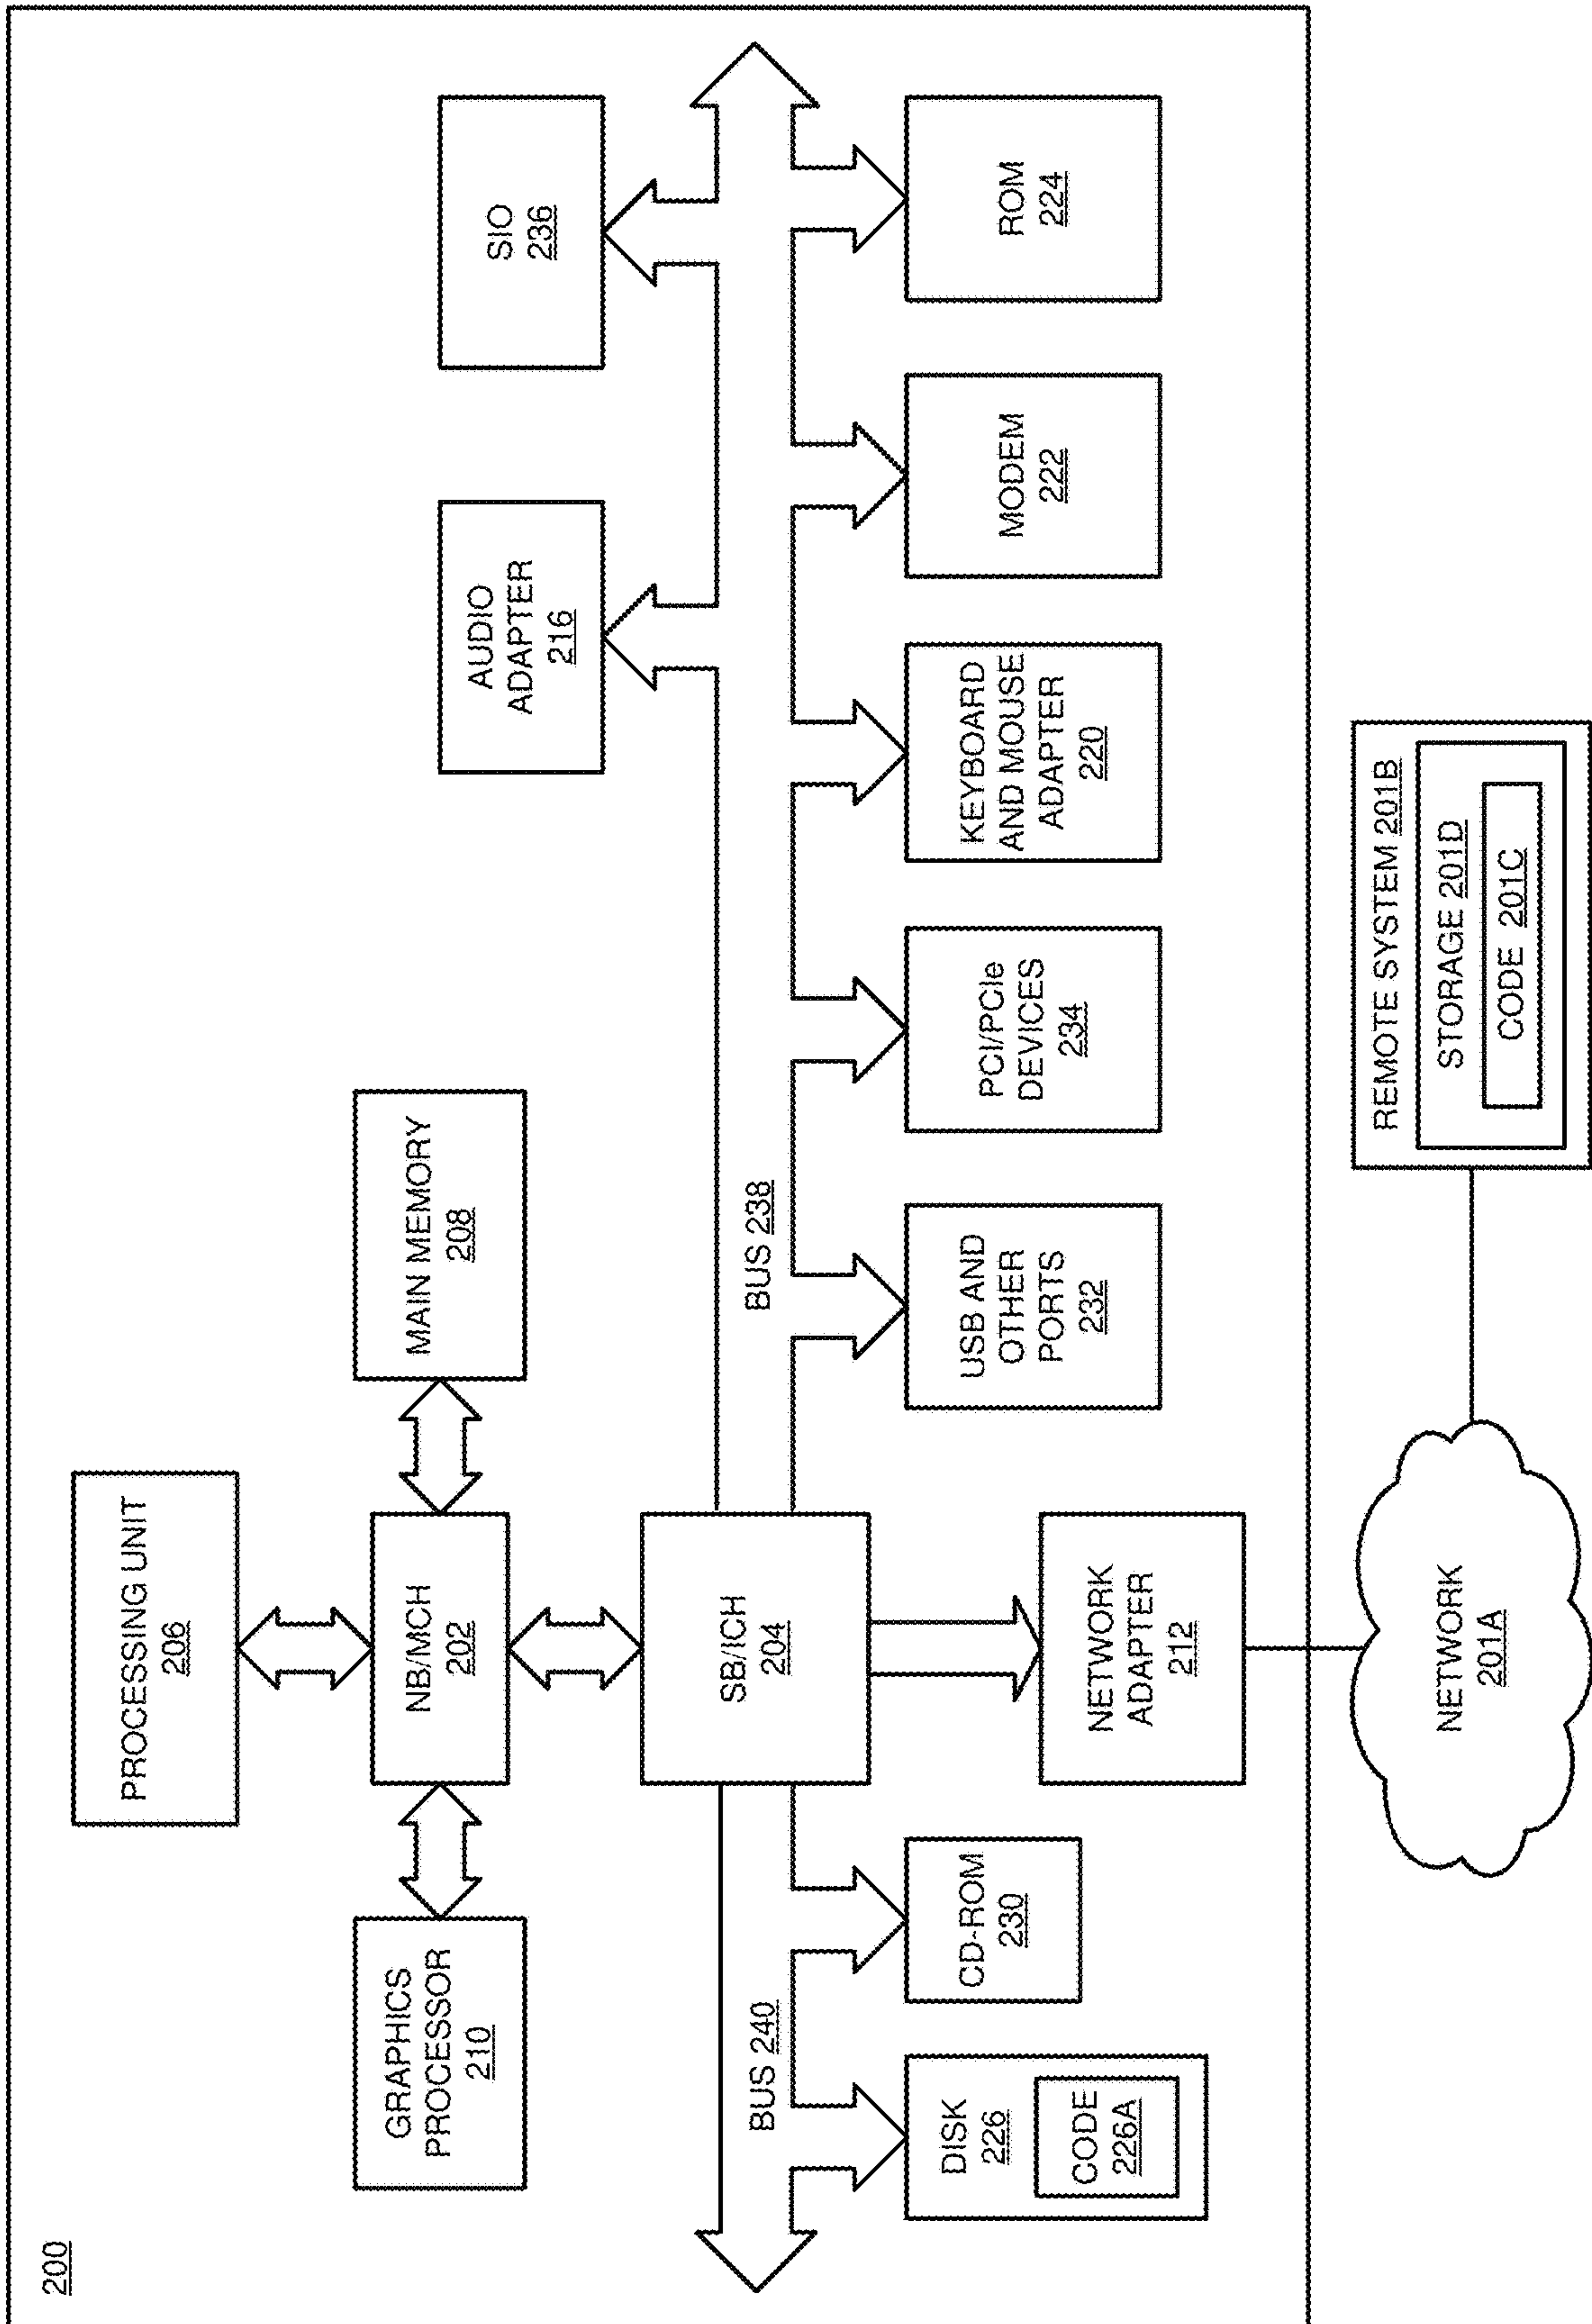 200
PROCESSING UNIT
206
GRAPHICS
PROCESSOR
210
NB/MCH
202
MAIN MEMORY
208
AUDIO
ADAPTER
216
SIO
236
SB/ICH
204
BUS 240
BUS 238
DISK
226
CODE
226A
CD-ROM
230
NETWORK
ADAPTER
212
USB AND
OTHER
PORTS
232
PCI/PCIe
DEVICES
234
KEYBOARD
AND MOUSE
ADAPTER
220
MODEM
222
ROM
224
NETWORK
201A
REMOTE SYSTEM 201B
STORAGE 201D
CODE 201C